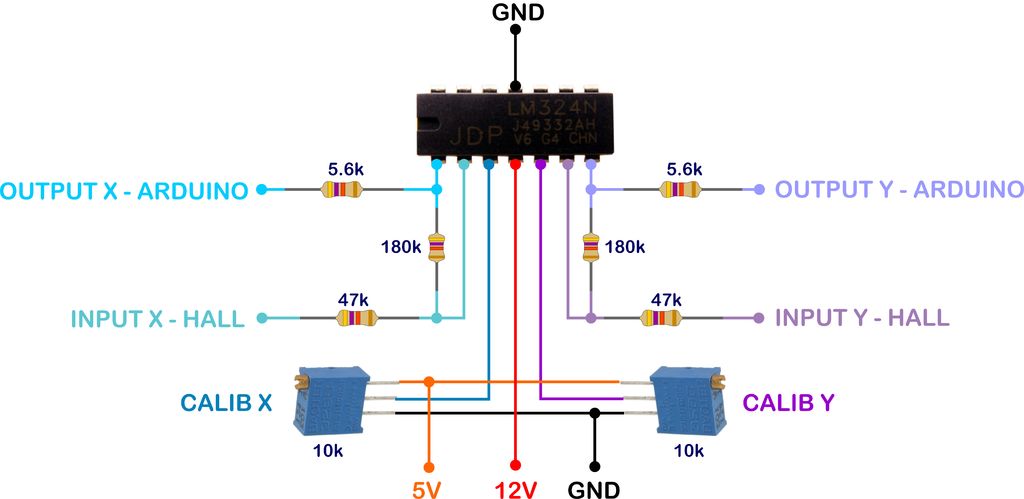 GND
LM324N
JDP J49332AH
V6 G4 CHN
5.6k 5.6k
OUTPUT X - ARDUINO OUTPUT Y - ARDUINO
180k 180k
47k 47k
INPUT X - HALL INPUT Y - HALL
CALIB X CALIB Y
10k 10k
5V 12V GND